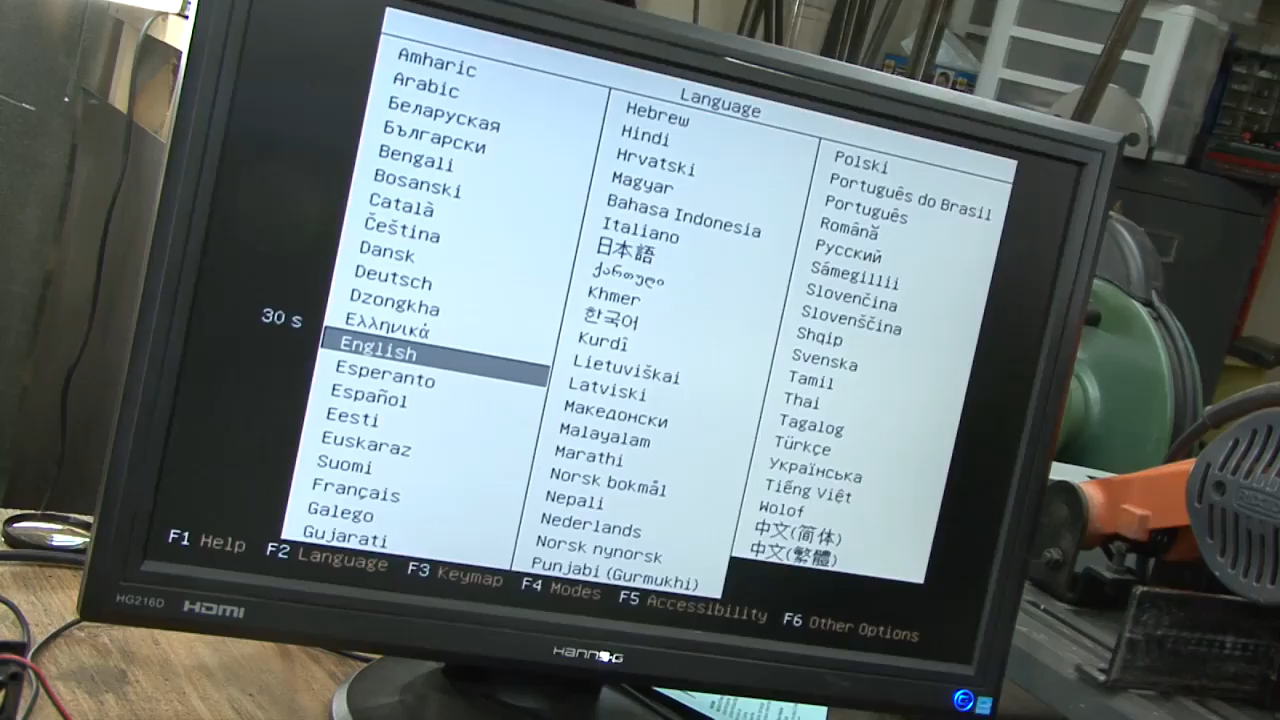 Language
Amharic
Arabic
Беларуская
Български
Bengali
Bosanski
Català
Čeština
Dansk
Deutsch
Dzongkha
Ελληνικά
English
Esperanto
Español
Eesti
Euskaraz
Suomi
Français
Galego
Gujarati
Hebrew
Hindi
Hrvatski
Magyar
Bahasa Indonesia
Italiano
日本語
ქართული
Khmer
한국어
Kurdî
Lietuviškai
Latviski
Македонски
Malayalam
Marathi
Norsk bokmål
Nepali
Nederlands
Norsk nynorsk
Punjabi (Gurmukhi)
Polski
Português do Brasil
Português
Română
Русский
Sámegillii
Slovenčina
Slovenščina
Shqip
Svenska
Tamil
Thai
Tagalog
Türkçe
Українська
Tiếng Việt
Wolof
中文(简体)
中文(繁體)
30 s
F1 Help F2 Language F3 Keymap F4 Modes F5 Accessibility F6 Other Options
HG216D HDMI
HANNS-G